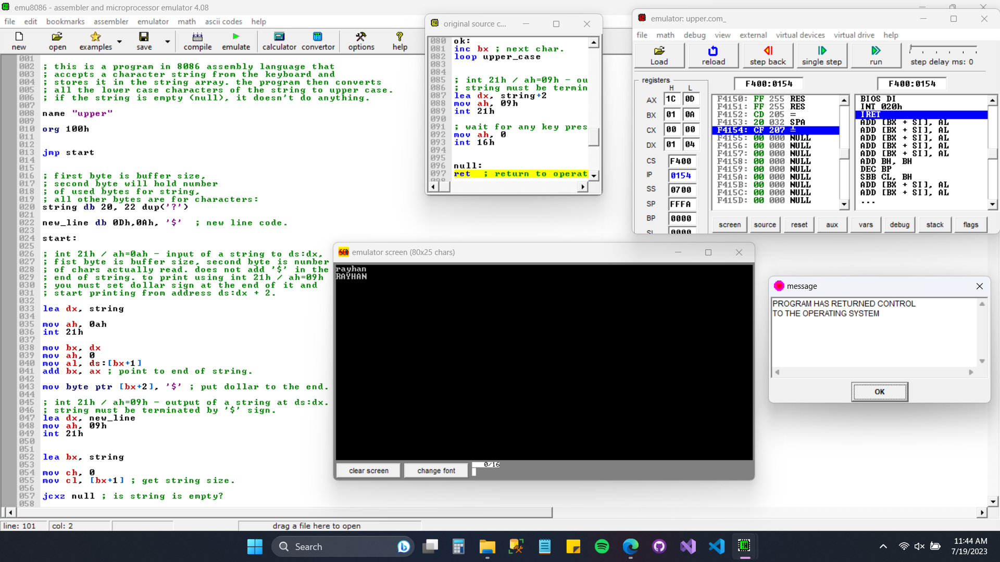 emu8086 - assembler and microprocessor emulator 4.08
file edit bookmarks assembler emulator math ascii codes help
new open examples save compile emulate calculator convertor options help
001
002 ; this is a program in 8086 assembly language that
003 ; accepts a character string from the keyboard and
004 ; stores it in the string array. the program then converts
005 ; all the lower case characters of the string to upper case.
006 ; if the string is empty (null), it doesn't do anything.
007
008 name "upper"
009
010 org 100h
011
012
013 jmp start
014
015
016 ; first byte is buffer size,
017 ; second byte will hold number
018 ; of used bytes for string,
019 ; all other bytes are for characters:
020 string db 20, 22 dup('?')
021
022 new_line db 0Dh,0Ah, '$' ; new line code.
023
024 start:
025
026 ; int 21h / ah=0ah - input of a string to ds:dx,
027 ; fist byte is buffer size, second byte is number
028 ; of chars actually read. does not add '$' in the
029 ; end of string. to print using int 21h / ah=09h
030 ; you must set dollar sign at the end of it and
031 ; start printing from address ds:dx + 2.
032
033 lea dx, string
034
035 mov ah, 0ah
036 int 21h
037
038 mov bx, dx
039 mov ah, 0
040 mov al, ds:[bx+1]
041 add bx, ax ; point to end of string.
042
043 mov byte ptr [bx+2], '$' ; put dollar to the end.
044
045 ; int 21h / ah=09h - output of a string at ds:dx.
046 ; string must be terminated by '$' sign.
047 lea dx, new_line
048 mov ah, 09h
049 int 21h
050
051
052 lea bx, string
053
054 mov ch, 0
055 mov cl, [bx+1] ; get string size.
056
057 jcxz null ; is string is empty?
058
line: 101 col: 2 drag a file here to open
original source c...
080 ok:
081 inc bx ; next char.
082 loop upper_case
083
084
085 ; int 21h / ah=09h - ou
086 ; string must be termin
087 lea dx, string+2
088 mov ah, 09h
089 int 21h
090
091 ; wait for any key pres
092 mov ah, 0
093 int 16h
094
095
096 null:
097 ret ; return to operat
098
emulator: upper.com_
file math debug view external virtual devices virtual drive help
Load reload step back single step run step delay ms: 0
registers F400:0154 F400:0154
H L
AX 1C 0D
BX 01 0A
CX 00 00
DX 01 04
CS F400
IP 0154
SS 0700
SP FFFA
BP 0000
SI 0000
F4150: FF 255 RES
F4151: FF 255 RES
F4152: CD 205 =
F4153: 20 032 SPA
F4154: CF 207 ╧
F4155: 00 000 NULL
F4156: 00 000 NULL
F4157: 00 000 NULL
F4158: 00 000 NULL
F4159: 00 000 NULL
F415A: 00 000 NULL
F415B: 00 000 NULL
F415C: 00 000 NULL
F415D: 00 000 NULL
BIOS DI
INT 020h
IRET
ADD [BX + SI], AL
ADD [BX + SI], AL
ADD [BX + SI], AL
ADD [BX + SI], AL
ADD [BX + SI], AL
ADD BH, BH
DEC BP
SBB CL, BH
ADD [BX + SI], AL
ADD [BX + SI], AL
...
screen source reset aux vars debug stack flags
SCR emulator screen (80x25 chars)
rayhan
RAYHAN
clear screen change font 0/16
message
PROGRAM HAS RETURNED CONTROL
TO THE OPERATING SYSTEM
OK
Search
11:44 AM
7/19/2023